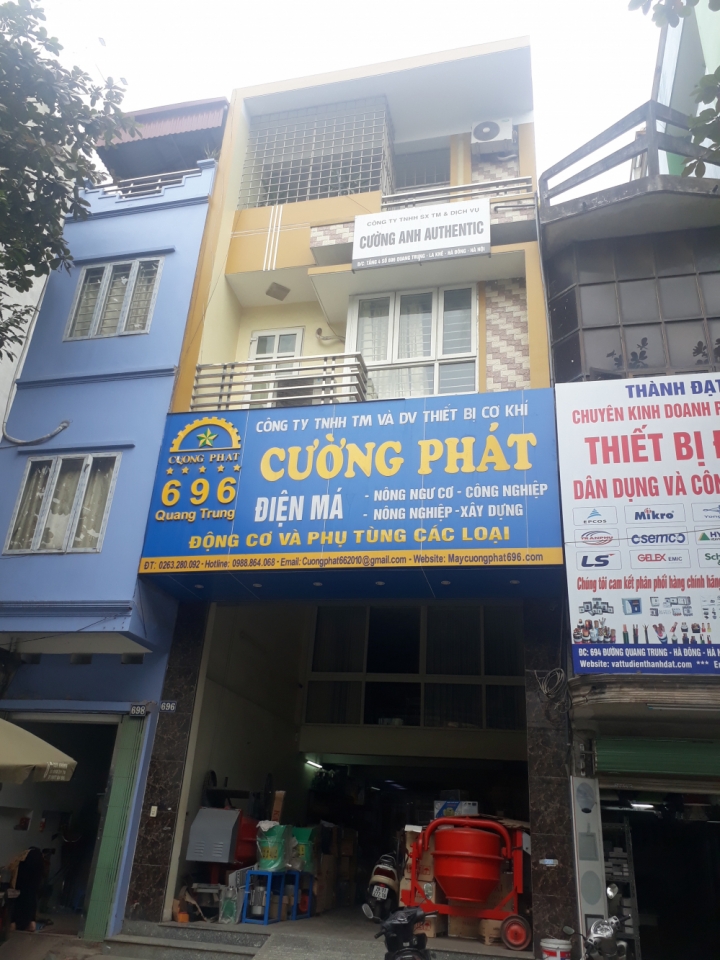 CÔNG TY TNHH SX TM & DỊCH VỤ
CƯỜNG ANH AUTHENTIC
CƯỜNG PHÁT
696
Quang Trung
CÔNG TY TNHH TM VÀ DV THIẾT BỊ CƠ KHÍ
CƯỜNG PHÁT
ĐIỆN MÁ
- NÔNG NGƯ CƠ - CÔNG NGHIỆP
- NÔNG NGHIỆP - XÂY DỰNG
ĐỘNG CƠ VÀ PHỤ TÙNG CÁC LOẠI
ĐT: 0263.280.092 - Hotline: 0988.864.068 - Email: Cuongphat662010@gmail.com - Website: Maycuongphat696.com
THÀNH ĐẠT
CHUYÊN KINH DOANH
THIẾT BỊ
DÂN DỤNG VÀ
EPCOS
Mikro
CSEMCO
LS
GELEX EMIC
Chúng tôi cam kết phân phối hàng chính hãng
ĐC: 694 ĐƯỜNG QUANG TRUNG - HÀ ĐÔNG - HÀ
Website: vattudienthanhdat.com ***
698
696